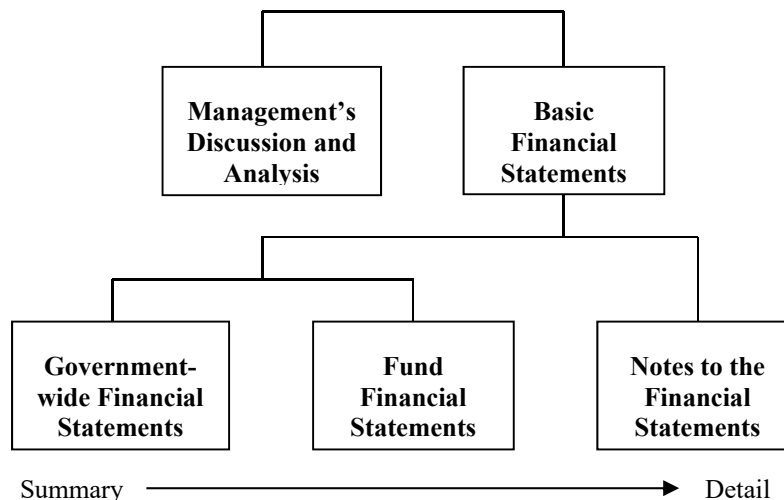 Management’s
Discussion and
Analysis
Basic
Financial
Statements
Government-
wide Financial
Statements
Fund
Financial
Statements
Notes to the
Financial
Statements
Summary
Detail